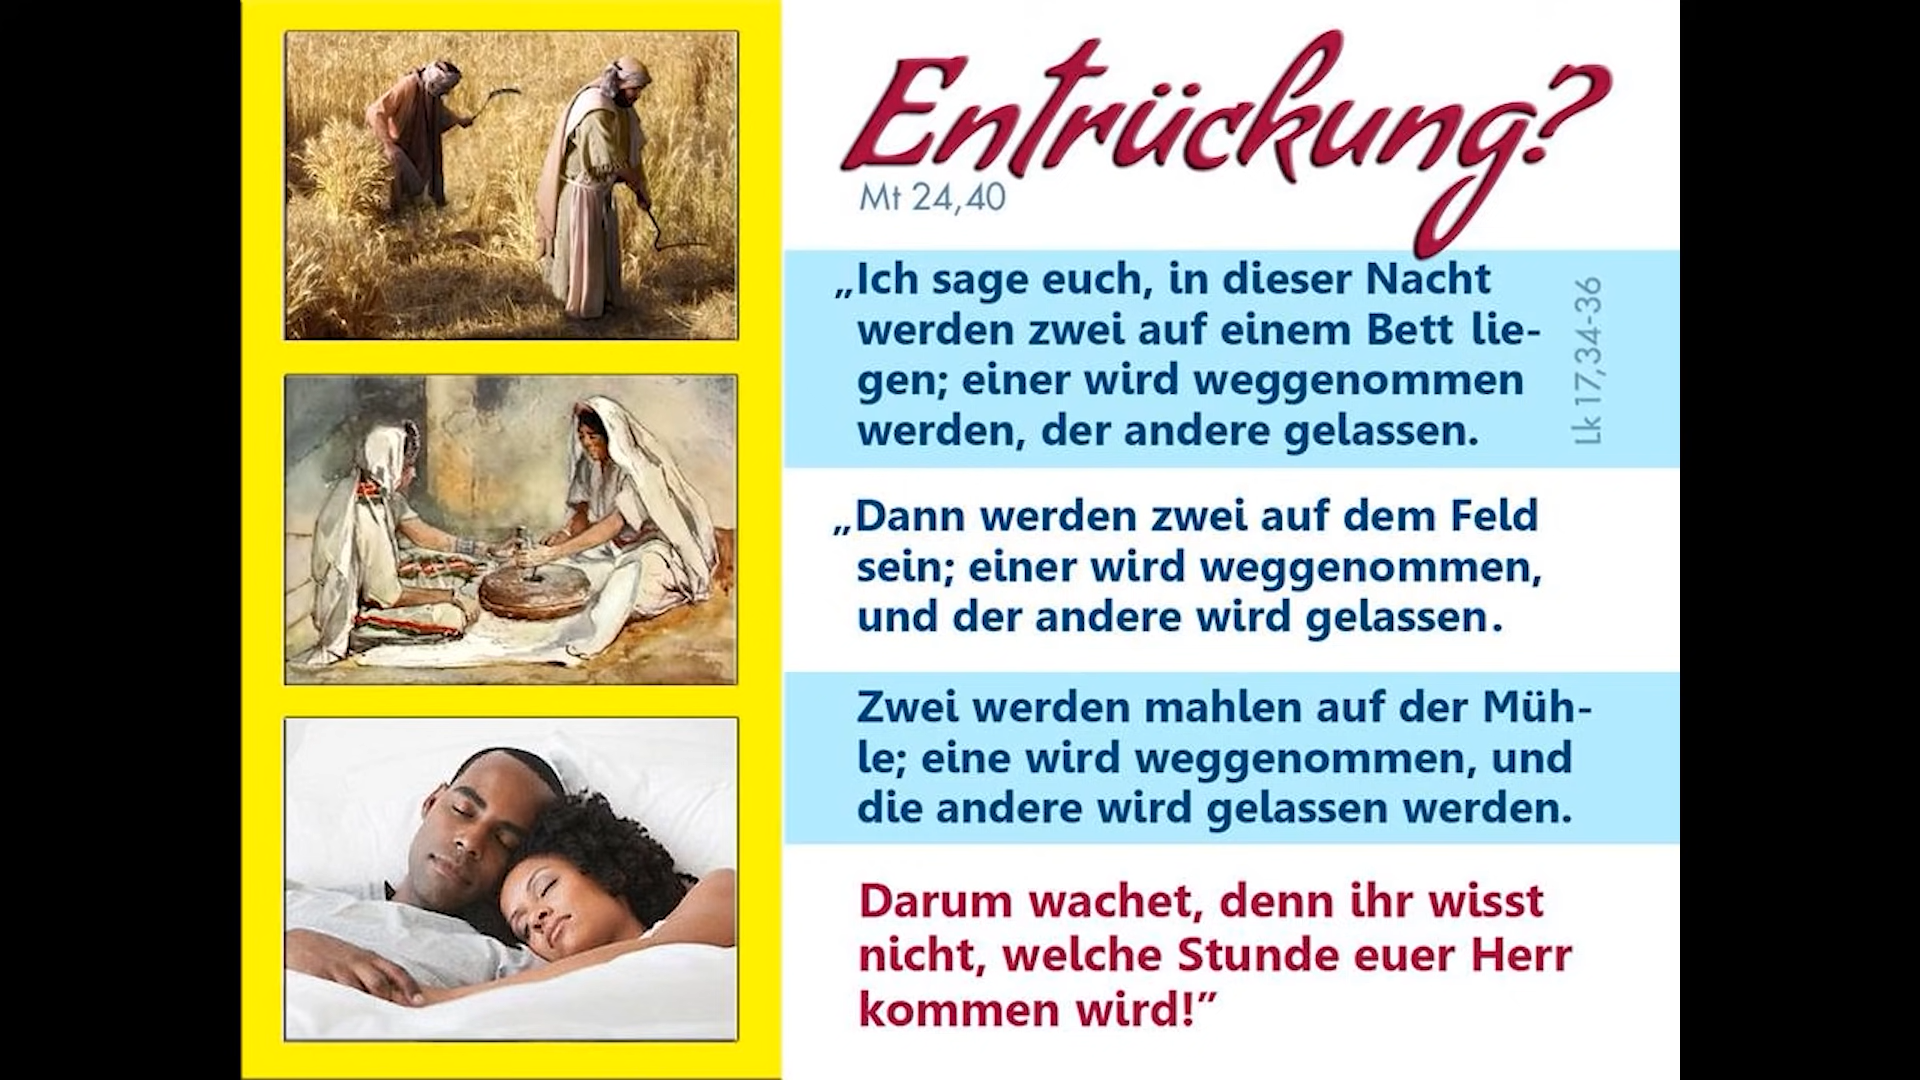 Entrückung?
Mt 24,40
„Ich sage euch, in dieser Nacht
werden zwei auf einem Bett lie-
gen; einer wird weggenommen
werden, der andere gelassen.
Lk 17,34-36
„Dann werden zwei auf dem Feld
sein; einer wird weggenommen,
und der andere wird gelassen.
Zwei werden mahlen auf der Müh-
le; eine wird weggenommen, und
die andere wird gelassen werden.
Darum wachet, denn ihr wisst
nicht, welche Stunde euer Herr
kommen wird!”